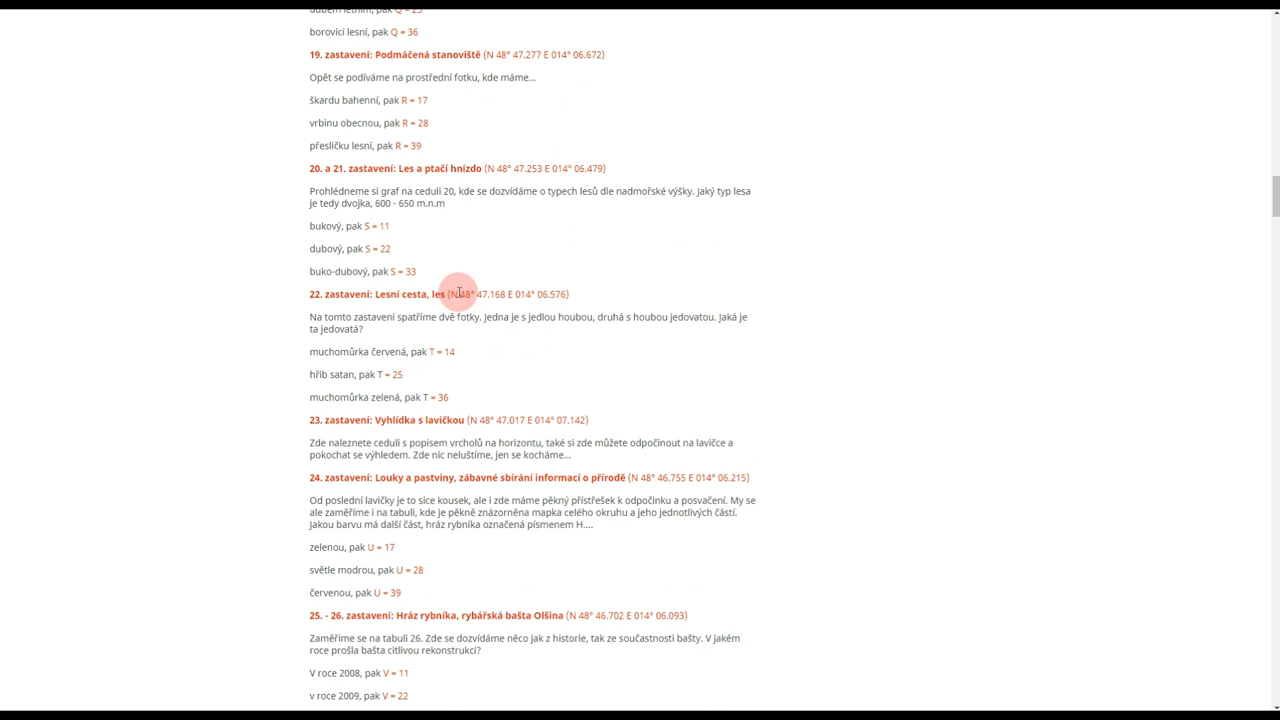 dubem letním, pak Q = 25
borovicí lesní, pak Q = 36
19. zastavení: Podmáčená stanoviště (N 48° 47.277 E 014° 06.672)
Opět se podíváme na prostřední fotku, kde máme...
škardu bahenní, pak R = 17
vrbinu obecnou, pak R = 28
přesličku lesní, pak R = 39
20. a 21. zastavení: Les a ptačí hnízdo (N 48° 47.253 E 014° 06.479)
Prohlédneme si graf na ceduli 20, kde se dozvídáme o typech lesů dle nadmořské výšky. Jaký typ lesa
je tedy dvojka, 600 - 650 m.n.m
bukový, pak S = 11
dubový, pak S = 22
buko-dubový, pak S = 33
22. zastavení: Lesní cesta, les (N 48° 47.168 E 014° 06.576)
Na tomto zastavení spatříme dvě fotky. Jedna je s jedlou houbou, druhá s houbou jedovatou. Jaká je
ta jedovatá?
muchomůrka červená, pak T = 14
hřib satan, pak T = 25
muchomůrka zelená, pak T = 36
23. zastavení: Vyhlídka s lavičkou (N 48° 47.017 E 014° 07.142)
Zde naleznete ceduli s popisem vrcholů na horizontu, také si zde můžete odpočinout na lavičce a
pokochat se výhledem. Zde nic neluštíme, jen se kocháme...
24. zastavení: Louky a pastviny, zábavné sbírání informací o přírodě (N 48° 46.755 E 014° 06.215)
Od poslední lavičky je to sice kousek, ale i zde máme pěkný přístřešek k odpočinku a posvačení. My se
ale zaměříme i na tabuli, kde je pěkně znázorněna mapka celého okruhu a jeho jednotlivých částí.
Jakou barvu má další část, hráz rybníka označená písmenem H....
zelenou, pak U = 17
světle modrou, pak U = 28
červenou, pak U = 39
25. - 26. zastavení: Hráz rybníka, rybářská bašta Olšina (N 48° 46.702 E 014° 06.093)
Zaměříme se na tabuli 26. Zde se dozvídáme něco jak z historie, tak ze současnosti bašty. V jakém
roce prošla bašta citlivou rekonstrukcí?
V roce 2008, pak V = 11
v roce 2009, pak V = 22